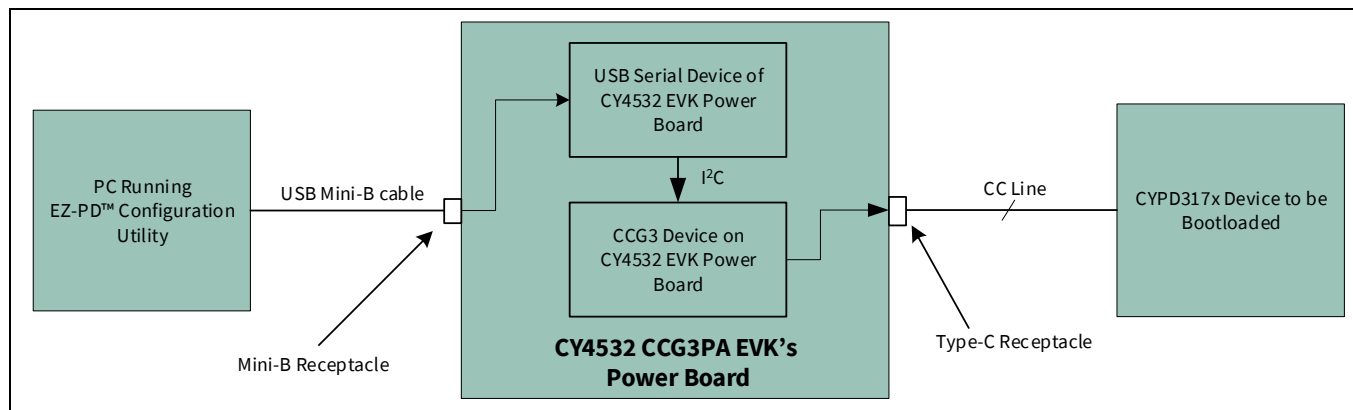 PC Running
EZ-PD™ Configuration
Utility
USB Mini-B cable
Mini-B Receptacle
USB Serial Device of
CY4532 EVK Power
Board
I²C
CCG3 Device on
CY4532 EVK Power
Board
CY4532 CCG3PA EVK’s
Power Board
CC Line
Type-C Receptacle
CYPD317x Device to be
Bootloaded